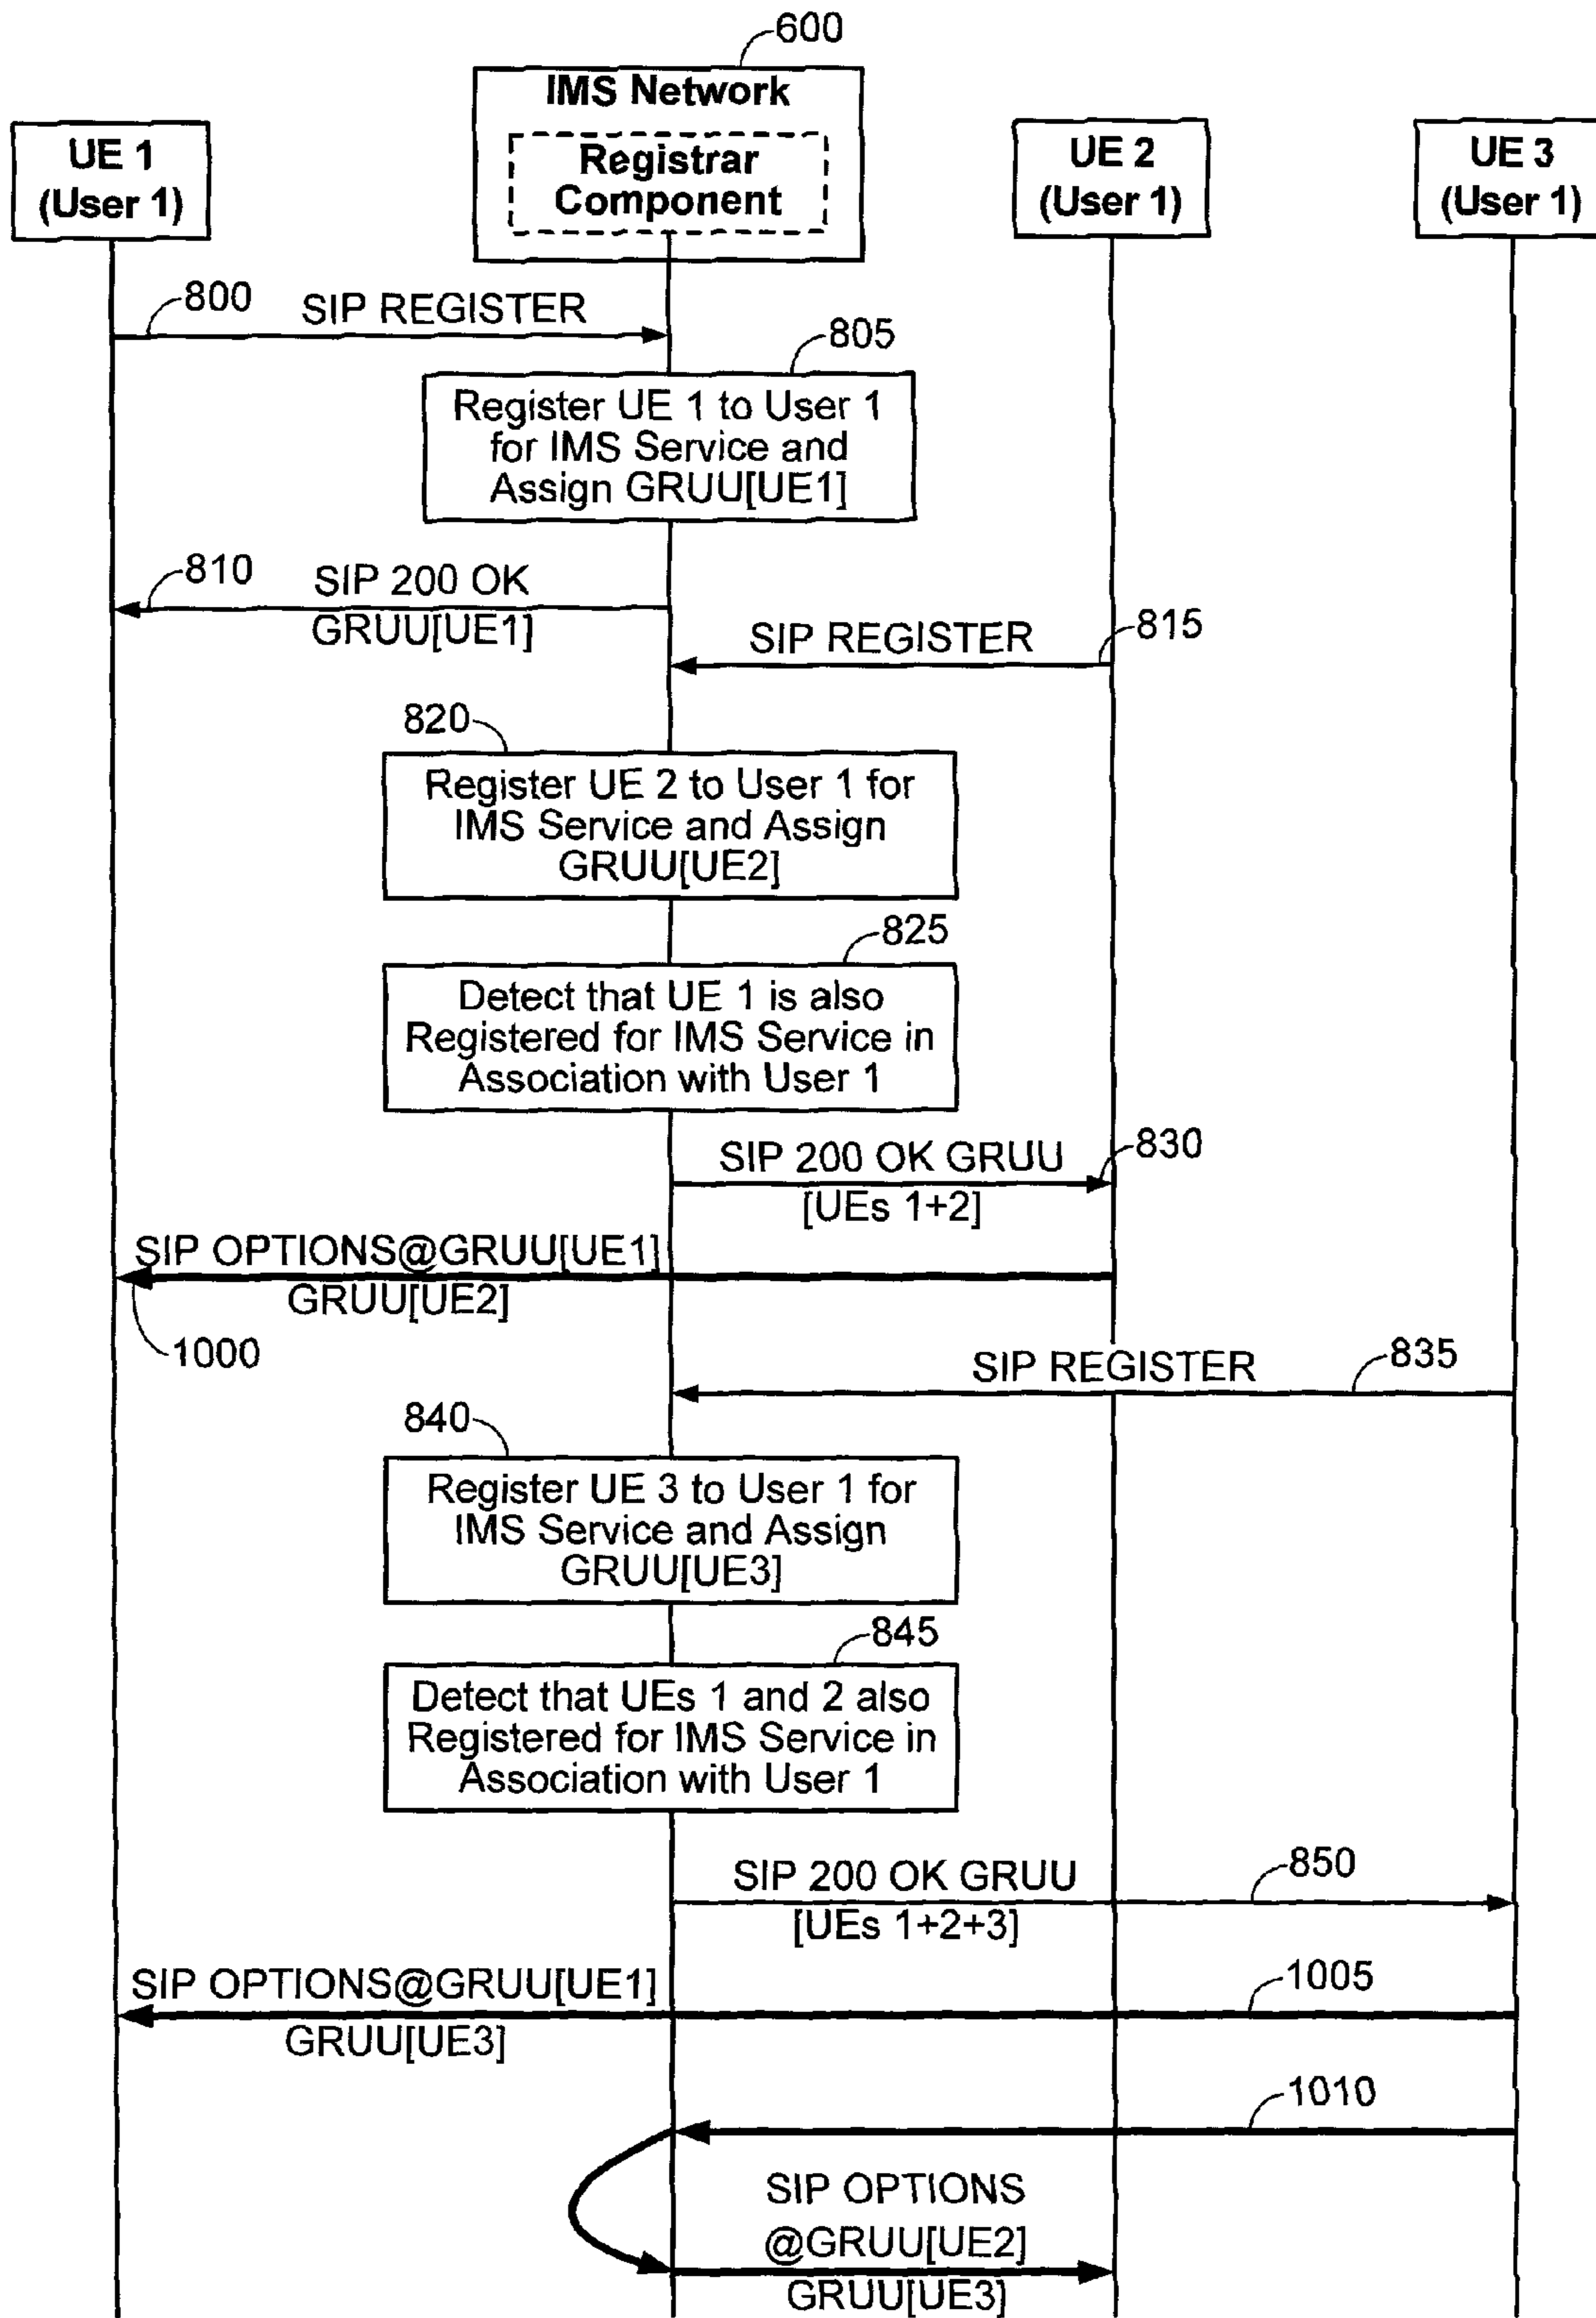 600
IMS Network
Registrar
Component
UE 1
(User 1)
UE 2
(User 1)
UE 3
(User 1)
800
SIP REGISTER
805
Register UE 1 to User 1
for IMS Service and
Assign GRUU[UE1]
810
SIP 200 OK
GRUU[UE1]
815
SIP REGISTER
820
Register UE 2 to User 1 for
IMS Service and Assign
GRUU[UE2]
825
Detect that UE 1 is also
Registered for IMS Service in
Association with User 1
SIP 200 OK GRUU
830
[UEs 1+2]
SIP OPTIONS@GRUU[UE1]
GRUU[UE2]
1000
SIP REGISTER
835
840
Register UE 3 to User 1 for
IMS Service and Assign
GRUU[UE3]
845
Detect that UEs 1 and 2 also
Registered for IMS Service in
Association with User 1
SIP 200 OK GRUU
850
[UEs 1+2+3]
SIP OPTIONS@GRUU[UE1]
1005
GRUU[UE3]
1010
SIP OPTIONS
@GRUU[UE2]
GRUU[UE3]